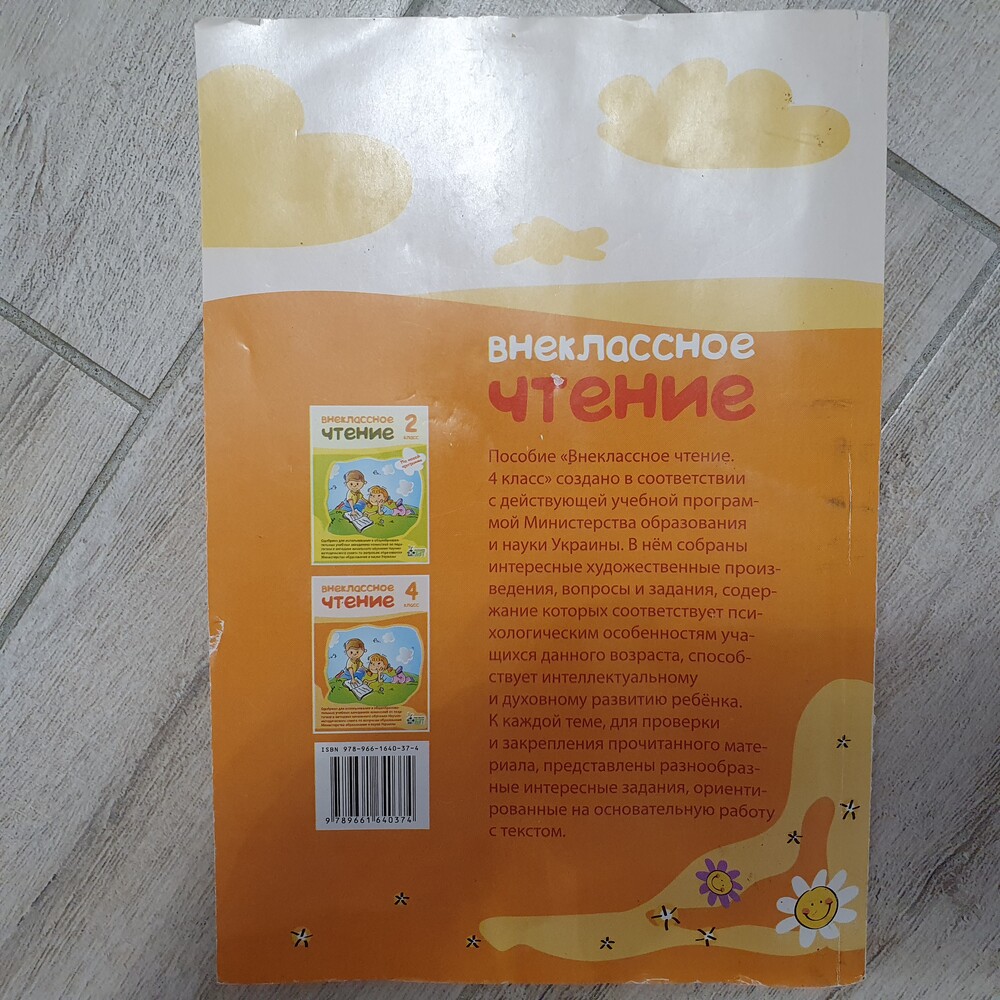 внеклассное
чтение
Пособие «Внеклассное чтение.
4 класс» создано в соответствии
с действующей учебной програм-
мой Министерства образования
и науки Украины. В нём собраны
интересные художественные произ-
ведения, вопросы и задания, содер-
жание которых соответствует пси-
хологическим особенностям уча-
щихся данного возраста, способ-
ствует интеллектуальному
и духовному развитию ребёнка.
К каждой теме, для проверки
и закрепления прочитанного мате-
риала, представлены разнообраз-
ные интересные задания, ориенти-
рованные на основательную работу
с текстом.
внеклассное 2
чтение класс
внеклассное 4
чтение класс
ISBN 978-966-1640-37-4
9 789661 640374